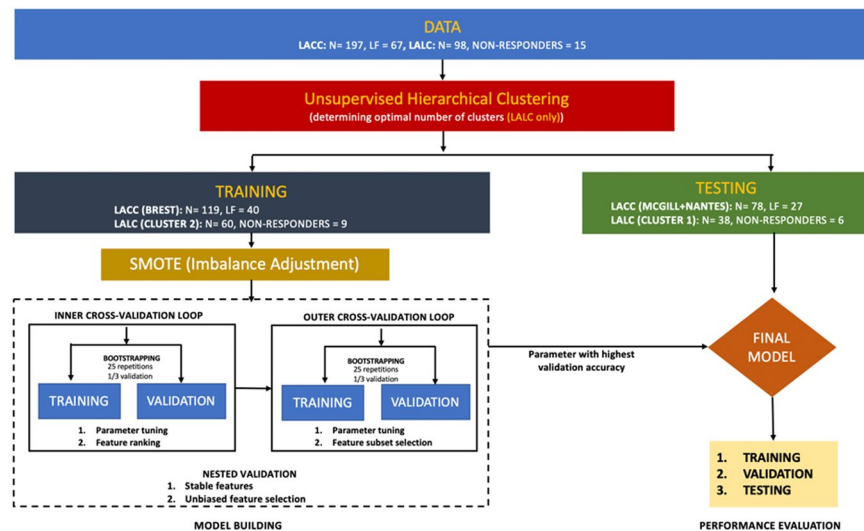 DATA
LACC: N= 197, LF = 67, LALC: N= 98, NON-RESPONDERS = 15
Unsupervised Hierarchical Clustering
(determining optimal number of clusters (LALC only))
TRAINING
LACC (BREST): N= 119, LF = 40
LALC (CLUSTER 2): N= 60, NON-RESPONDERS = 9
TESTING
LACC (MCGILL+NANTES): N= 78, LF = 27
LALC (CLUSTER 1): N= 38, NON-RESPONDERS = 6
SMOTE (Imbalance Adjustment)
INNER CROSS-VALIDATION LOOP
BOOTSTRAPPING
25 repetitions
1/3 validation
TRAINING
VALIDATION
1. Parameter tuning
2. Feature ranking
OUTER CROSS-VALIDATION LOOP
BOOTSTRAPPING
25 repetitions
1/3 validation
TRAINING
VALIDATION
1. Parameter tuning
2. Feature subset selection
NESTED VALIDATION
1. Stable features
2. Unbiased feature selection
MODEL BUILDING
Parameter with highest
validation accuracy
FINAL
MODEL
1. TRAINING
2. VALIDATION
3. TESTING
PERFORMANCE EVALUATION